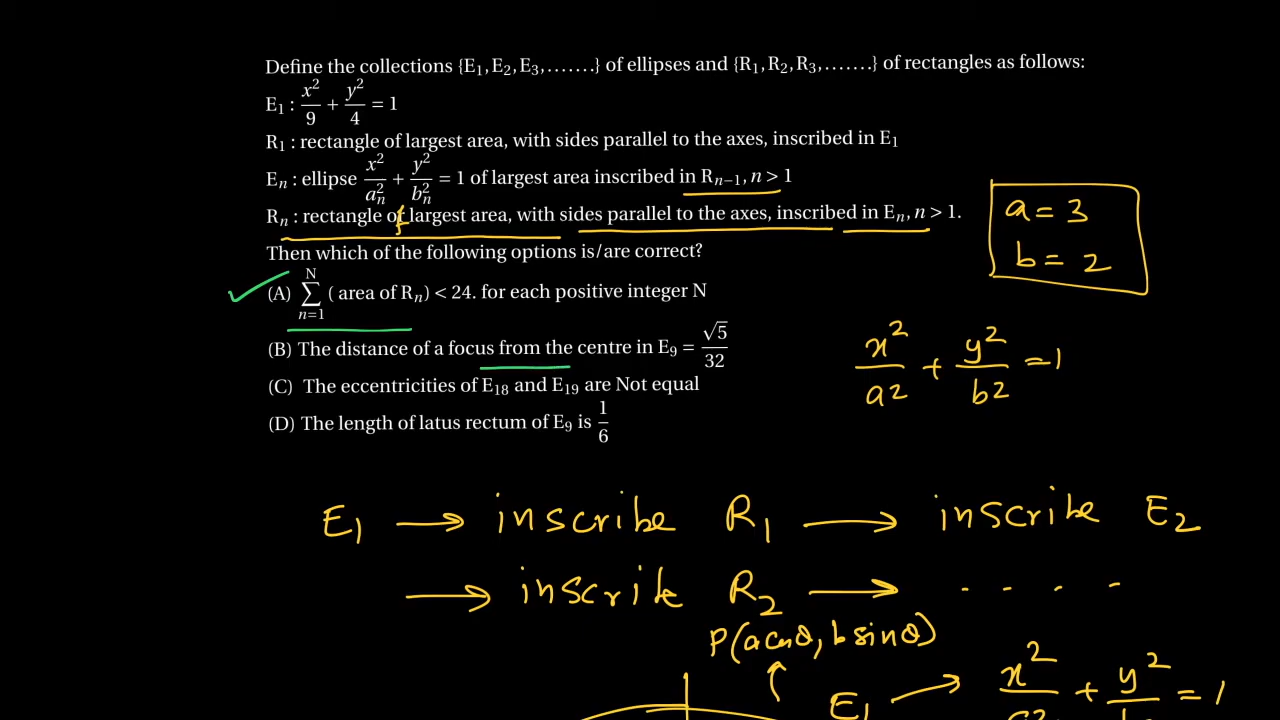 Define the collections {E₁, E₂, E₃, .......} of ellipses and {R₁, R₂, R₃, .......} of rectangles as follows:
E₁ : x²/9 + y²/4 = 1
R₁ : rectangle of largest area, with sides parallel to the axes, inscribed in E₁
Eₙ : ellipse x²/aₙ² + y²/bₙ² = 1 of largest area inscribed in Rₙ₋₁, n > 1
Rₙ : rectangle of largest area, with sides parallel to the axes, inscribed in Eₙ, n > 1.
a = 3
b = 2
Then which of the following options is/are correct?
(A) ∑ₙ₌₁ᴺ ( area of Rₙ) < 24. for each positive integer N
(B) The distance of a focus from the centre in E₉ = √5/32
x²/a² + y²/b² = 1
(C) The eccentricities of E₁₈ and E₁₉ are Not equal
(D) The length of latus rectum of E₉ is 1/6
E₁ → inscribe R₁ → inscribe E₂
→ inscribe R₂ → . . . .
P(a cosθ, b sinθ)
E₁ → x²/a² + y²/ = 1